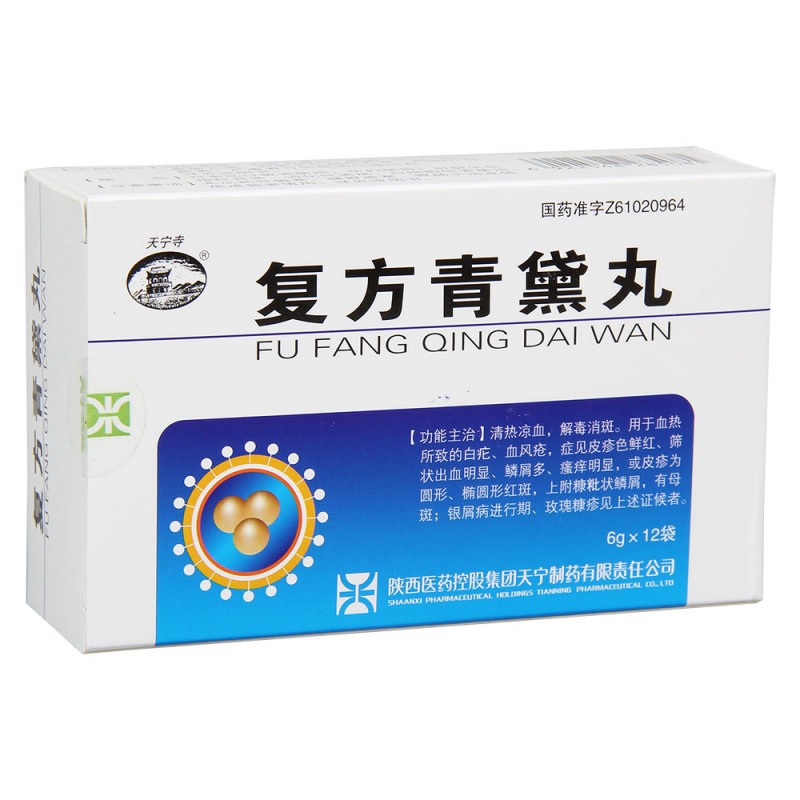 国药准字Z61020964
天宁寺
®
复方青黛丸
FU FANG QING DAI WAN
【功能主治】清热凉血，解毒消斑。用于血热
所致的白疕、血风疮，症见皮疹色鲜红、筛
状出血明显、鳞屑多、瘙痒明显，或皮疹为
圆形、椭圆形红斑，上附糠秕状鳞屑，有母
斑；银屑病进行期、玫瑰糠疹见上述证候者。
6g×12袋
陕西医药控股集团天宁制药有限责任公司
SHAANXI PHARMACEUTICAL HOLDINGS TIANNING PHARMACEUTICAL CO.,LTD
复方青黛丸
FU FANG QING DAI WAN